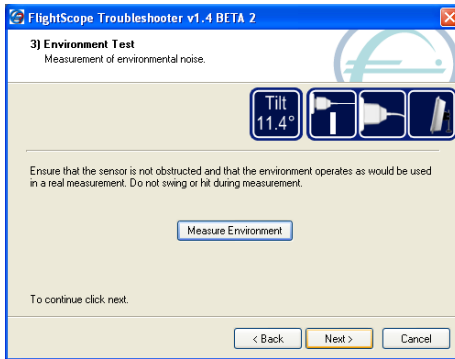 FlightScope Troubleshooter v1.4 BETA 2
3) Environment Test
Measurement of environmental noise.
Tilt
11.4°
Ensure that the sensor is not obstructed and that the environment operates as would be used
in a real measurement. Do not swing or hit during measurement.
Measure Environment
To continue click next.
< Back
Next >
Cancel